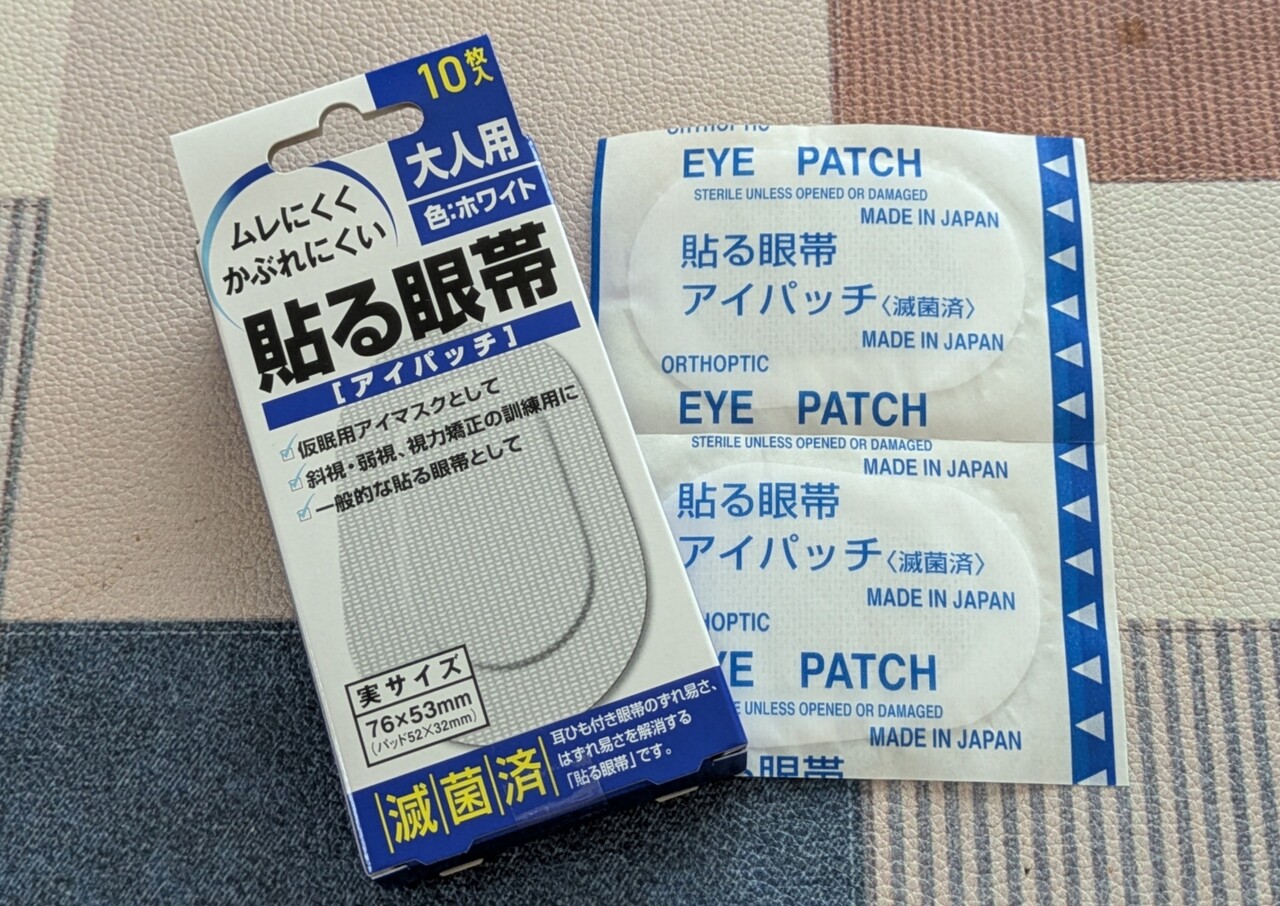 10枚入
大人用
色:ホワイト
ムレにくく
かぶれにくい
貼る眼帯
[アイパッチ]
仮眠用アイマスクとして
斜視・弱視、視力矯正の訓練用に
一般的な貼る眼帯として
実サイズ
76×53mm
(パッド52×32mm)
滅菌済
耳ひも付き眼帯のずれ易さ、
はずれ易さを解消する
「貼る眼帯」です。
ORTHOPTIC
EYE PATCH
STERILE UNLESS OPENED OR DAMAGED
MADE IN JAPAN
貼る眼帯
アイパッチ〈滅菌済〉
MADE IN JAPAN
ORTHOPTIC
EYE PATCH
STERILE UNLESS OPENED OR DAMAGED
MADE IN JAPAN
貼る眼帯
アイパッチ〈滅菌済〉
MADE IN JAPAN
HOPTIC
YE PATCH
E UNLESS OPENED OR DAMAGED
MADE IN JAPAN
る眼帯